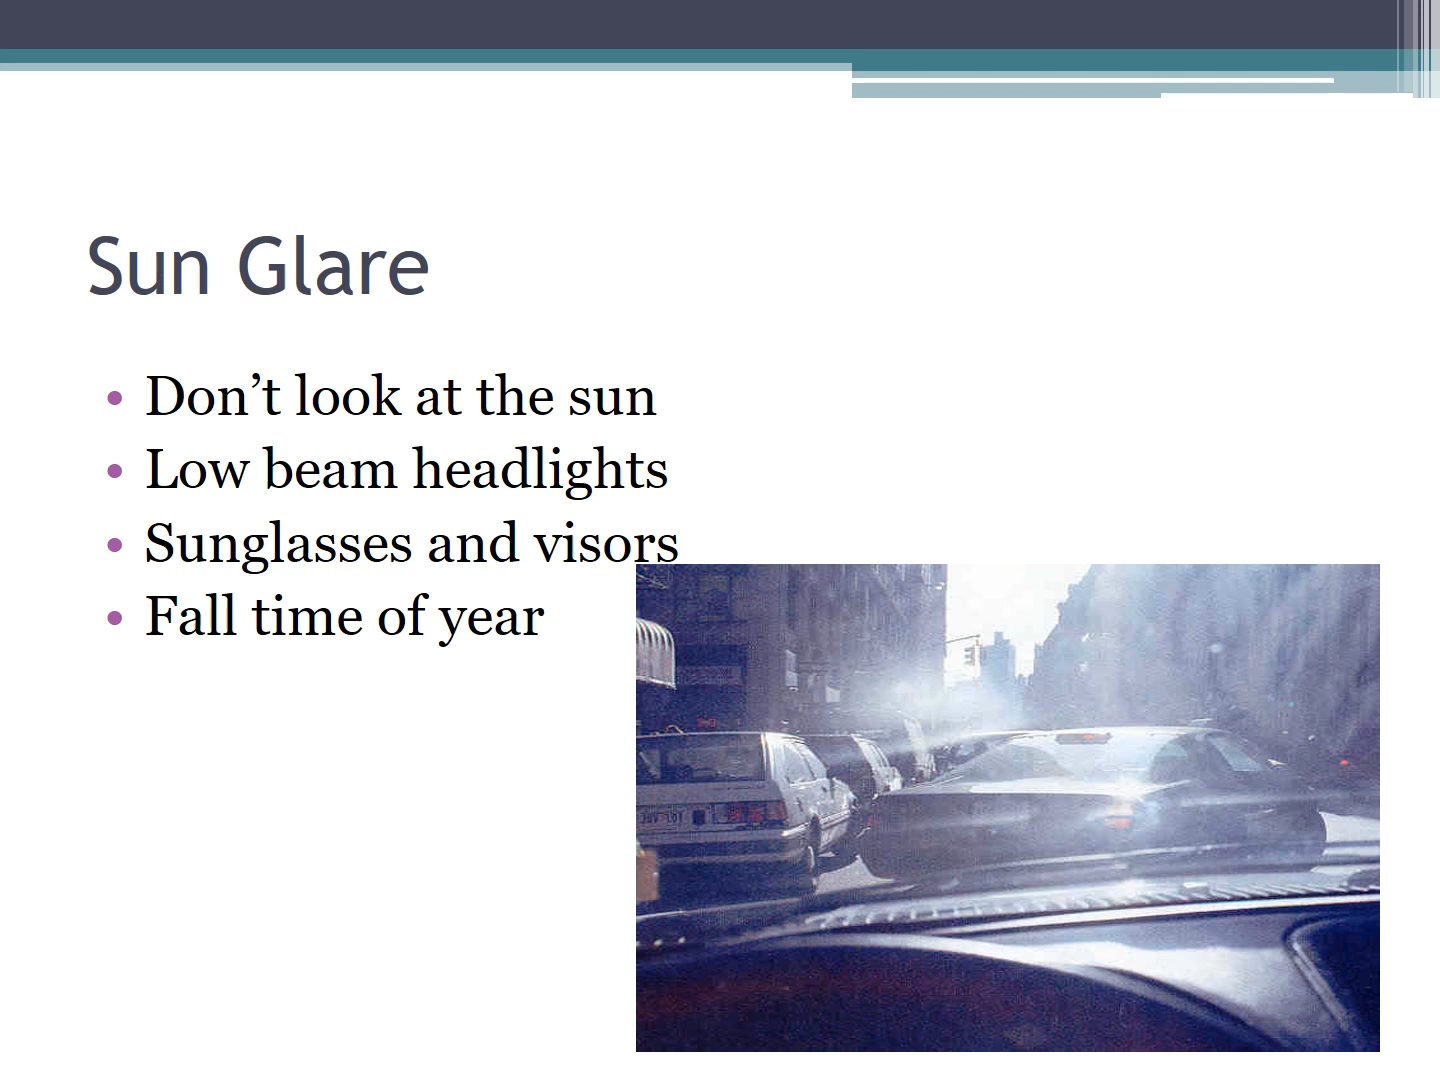 Sun Glare
• Don’t look at the sun
• Low beam headlights
• Sunglasses and visors
• Fall time of year